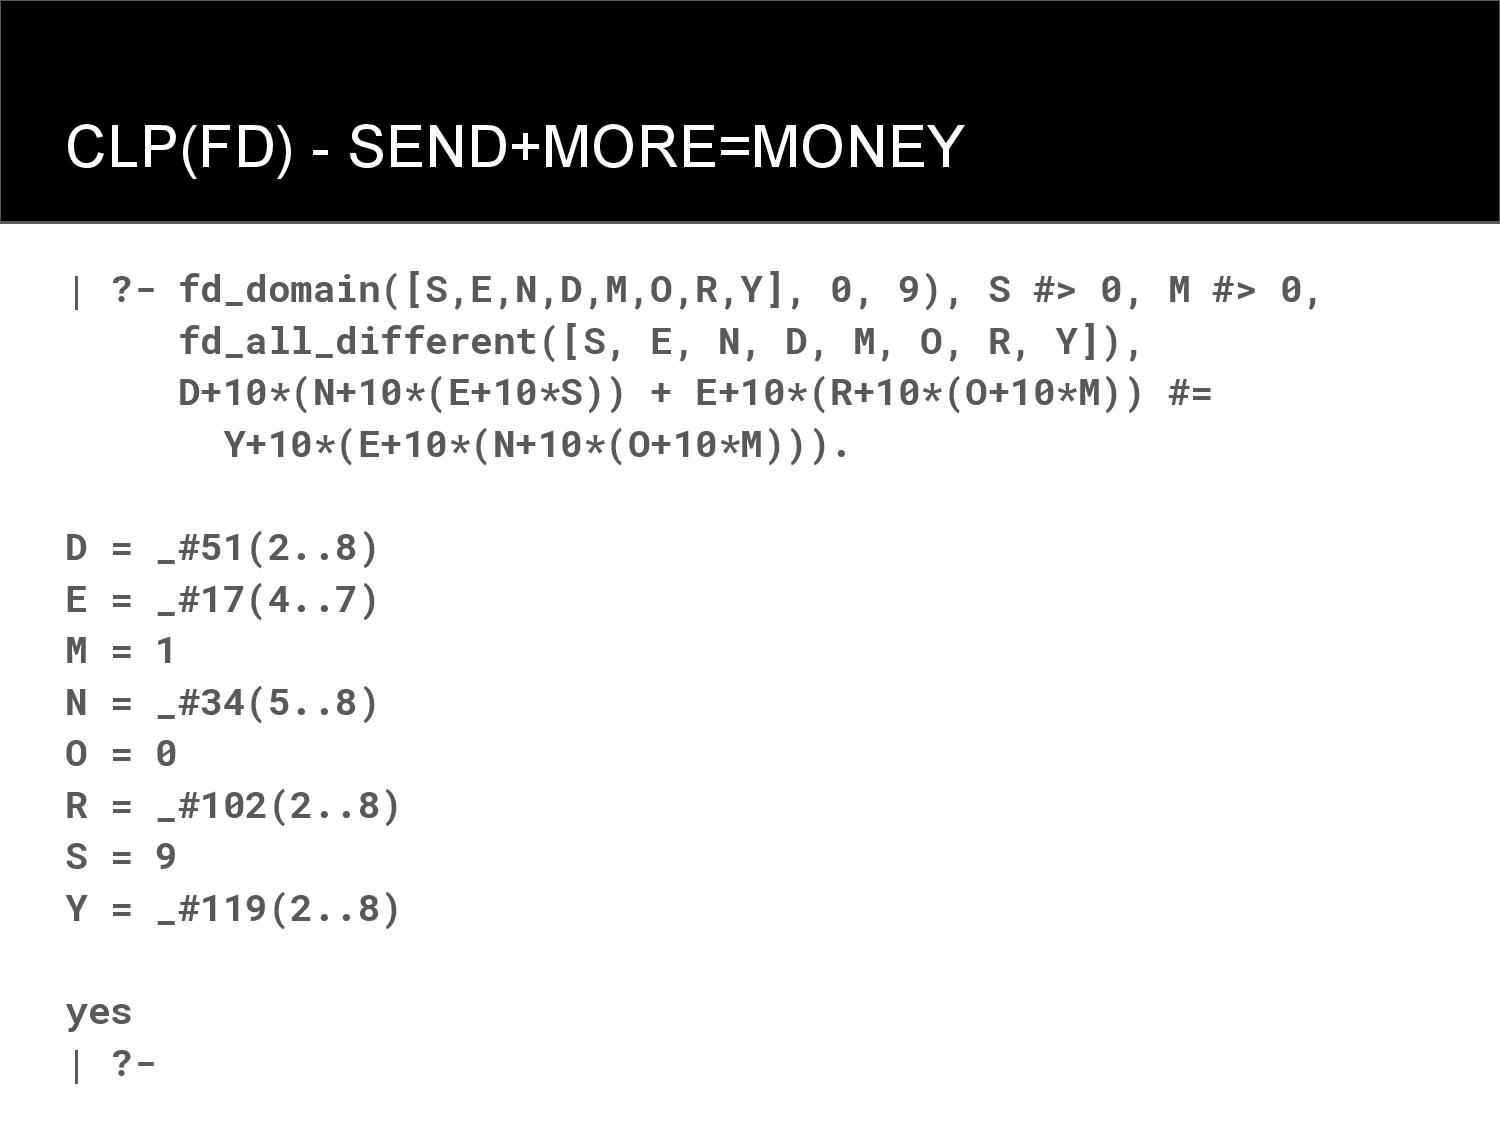 CLP(FD) - SEND+MORE=MONEY
| ?- fd_domain([S,E,N,D,M,O,R,Y], 0, 9), S #> 0, M #> 0,
fd_all_different([S, E, N, D, M, O, R, Y]),
D+10*(N+10*(E+10*S)) + E+10*(R+10*(O+10*M)) #=
Y+10*(E+10*(N+10*(O+10*M))).
D = _#51(2..8)
E = _#17(4..7)
M = 1
N = _#34(5..8)
O = 0
R = _#102(2..8)
S = 9
Y = _#119(2..8)
yes
| ?-